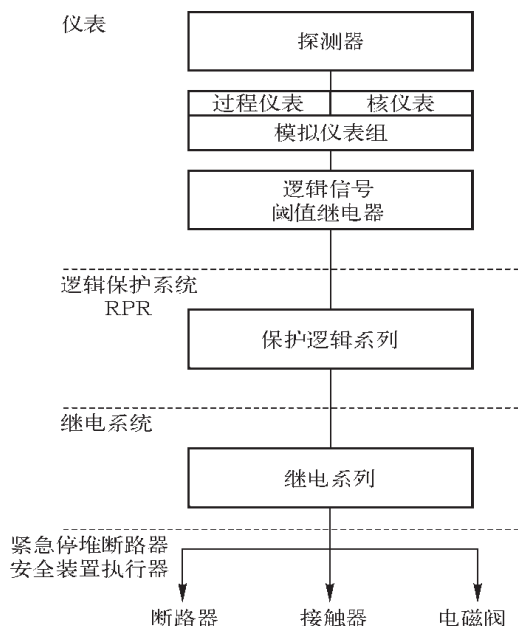 仪表
探测器
过程仪表
核仪表
模拟仪表组
逻辑信号
阈值继电器
逻辑保护系统
RPR
保护逻辑系列
继电系统
继电系列
紧急停堆断路器
安全装置执行器
断路器
接触器
电磁阀